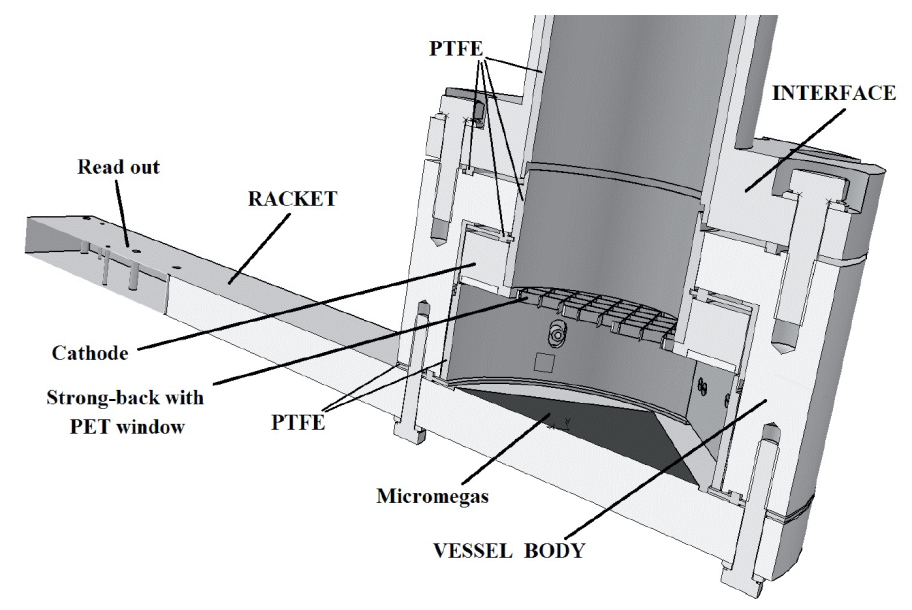 PTFE
INTERFACE
Read out
RACKET
Cathode
Strong-back with
PET window
PTFE
Micromegas
VESSEL BODY